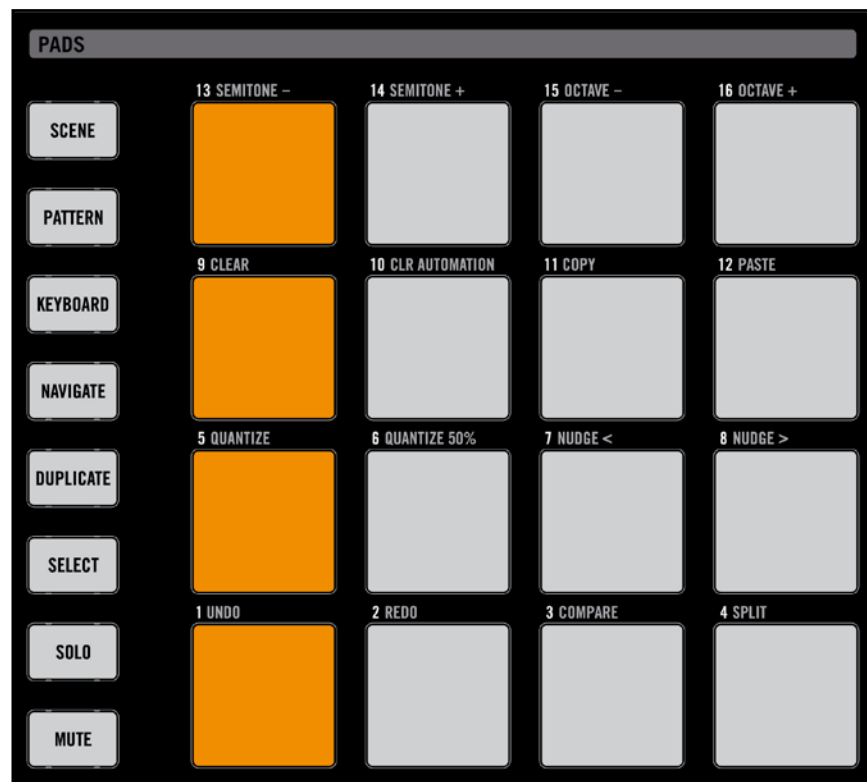 PADS
13 SEMITONE –
14 SEMITONE +
15 OCTAVE –
16 OCTAVE +
SCENE
PATTERN
9 CLEAR
10 CLR AUTOMATION
11 COPY
12 PASTE
KEYBOARD
NAVIGATE
5 QUANTIZE
6 QUANTIZE 50%
7 NUDGE <
8 NUDGE >
DUPLICATE
SELECT
1 UNDO
2 REDO
3 COMPARE
4 SPLIT
SOLO
MUTE